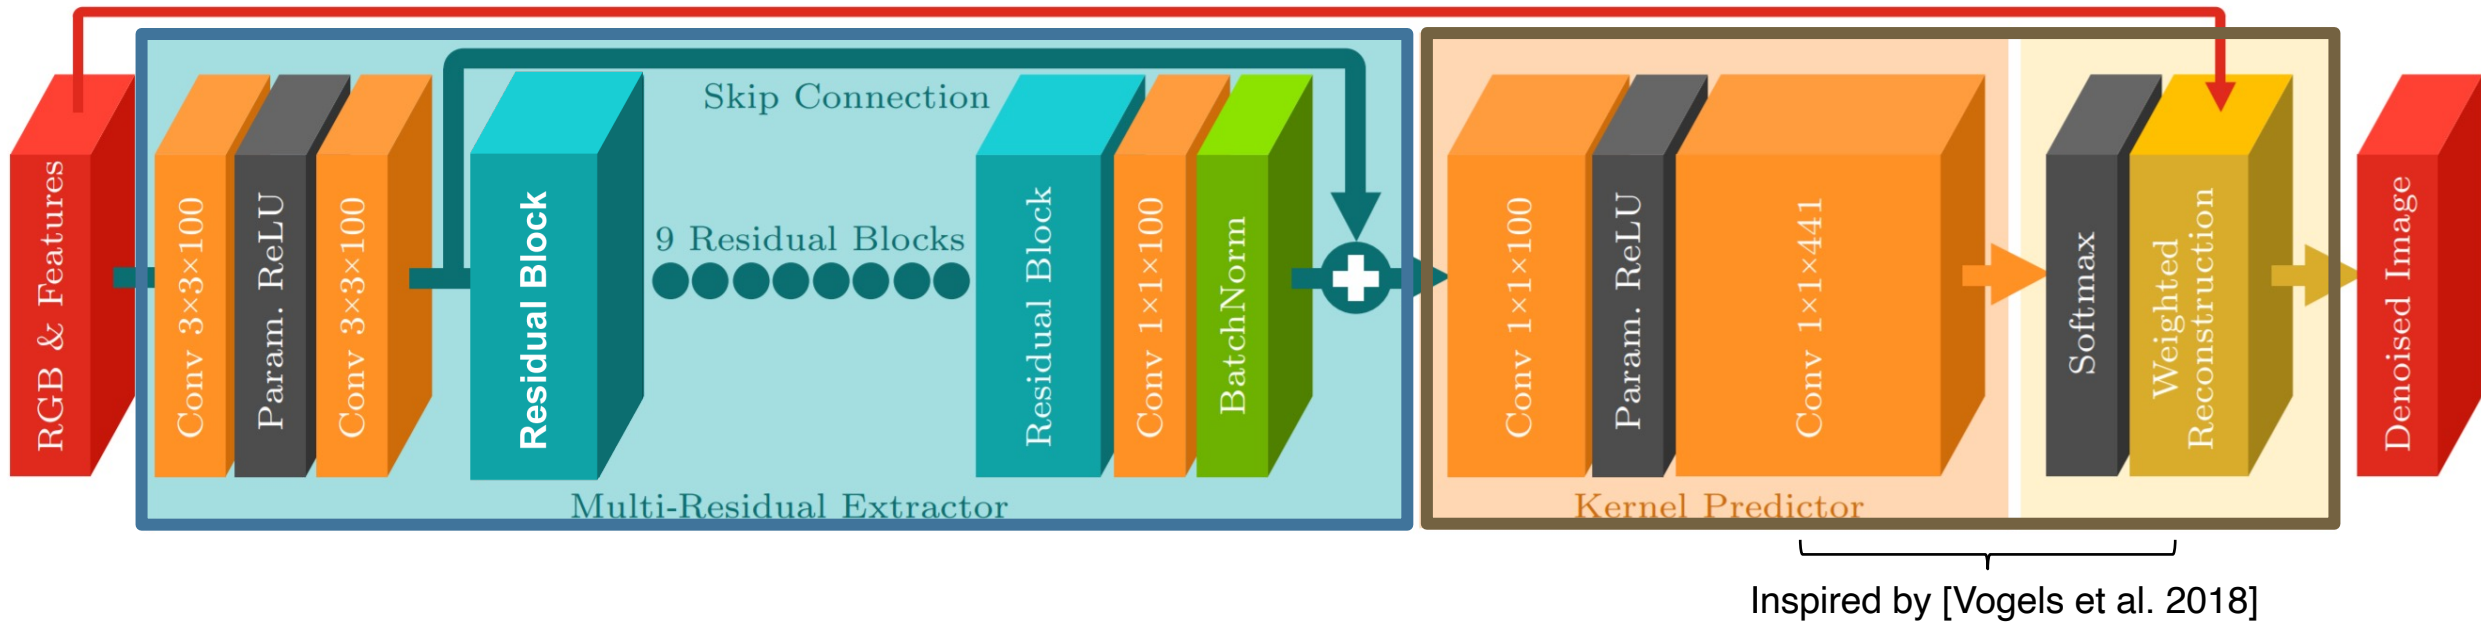 RGB & Features
Conv 3×3×100
Param. ReLU
Conv 3×3×100
Skip Connection
Residual Block
9 Residual Blocks
Residual Block
Conv 1×1×100
BatchNorm
Multi-Residual Extractor
Conv 1×1×100
Param. ReLU
Conv 1×1×441
Kernel Predictor
Softmax
Weighted
Reconstruction
Denoised Image
Inspired by [Vogels et al. 2018]